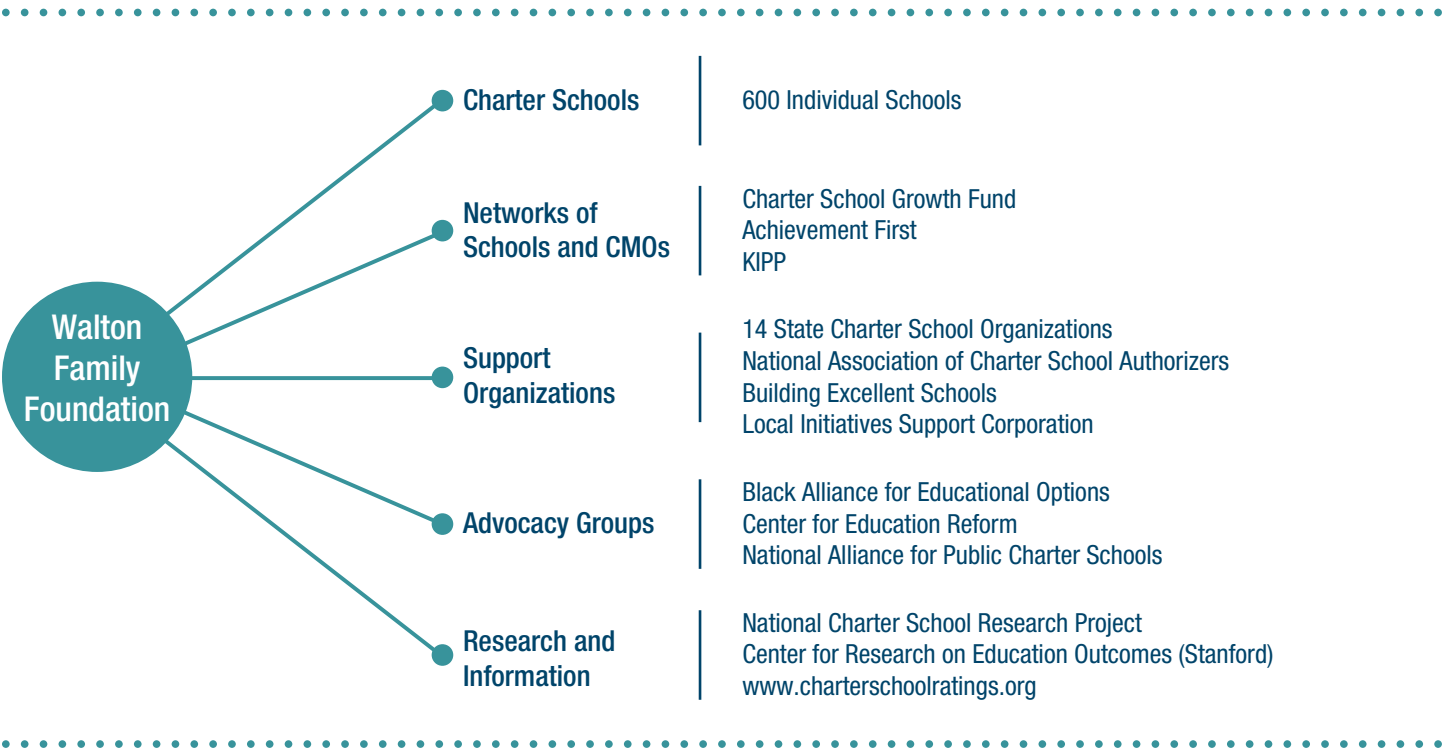 Walton
Family
Foundation
Charter Schools
600 Individual Schools
Networks of
Schools and CMOs
Charter School Growth Fund
Achievement First
KIPP
Support
Organizations
14 State Charter School Organizations
National Association of Charter School Authorizers
Building Excellent Schools
Local Initiatives Support Corporation
Advocacy Groups
Black Alliance for Educational Options
Center for Education Reform
National Alliance for Public Charter Schools
Research and
Information
National Charter School Research Project
Center for Research on Education Outcomes (Stanford)
www.charterschoolratings.org